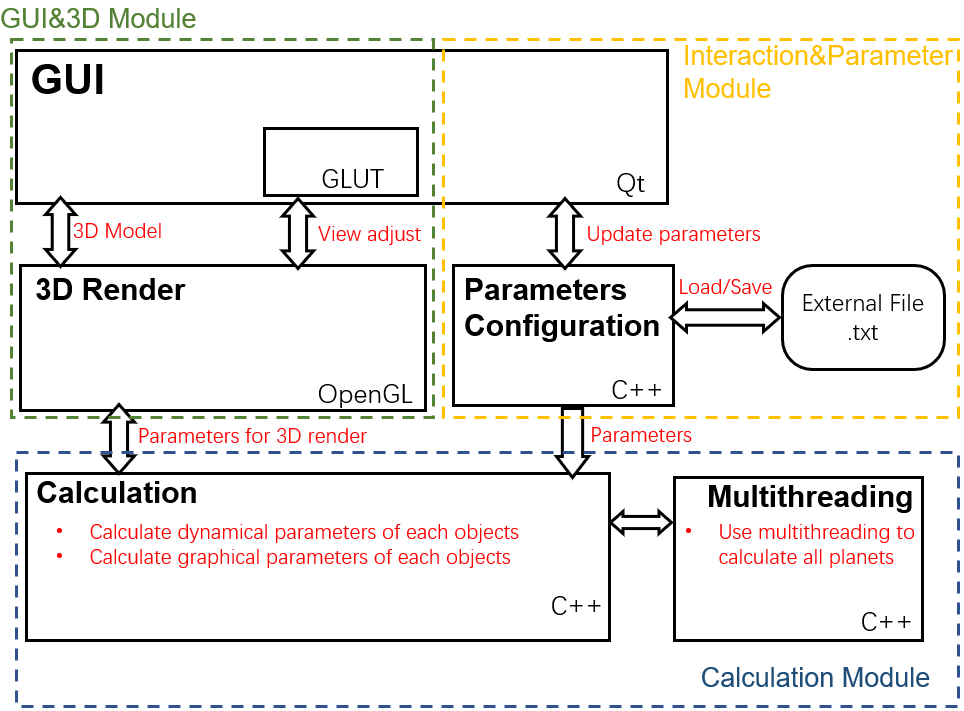 GUI&3D Module
Interaction&Parameter
Module
GUI
GLUT
Qt
3D Model
View adjust
Update parameters
3D Render
OpenGL
Parameters
Configuration
C++
Load/Save
External File
.txt
Parameters for 3D render
Parameters
Calculation
• Calculate dynamical parameters of each objects
• Calculate graphical parameters of each objects
C++
Multithreading
• Use multithreading to
calculate all planets
C++
Calculation Module